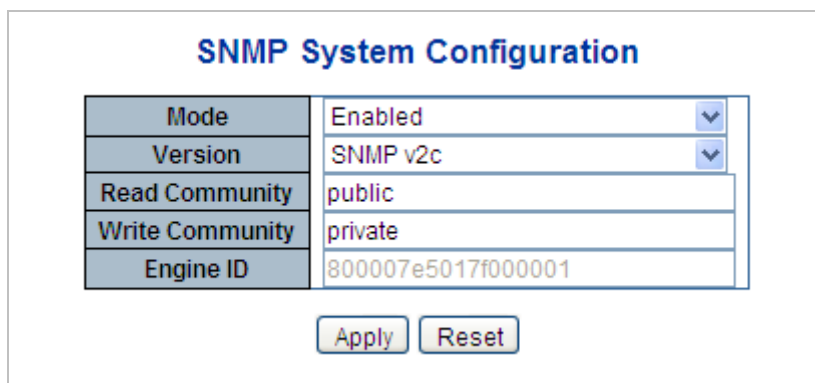 SNMP System Configuration
Mode Enabled
Version SNMP v2c
Read Community public
Write Community private
Engine ID 800007e5017f000001
Apply Reset